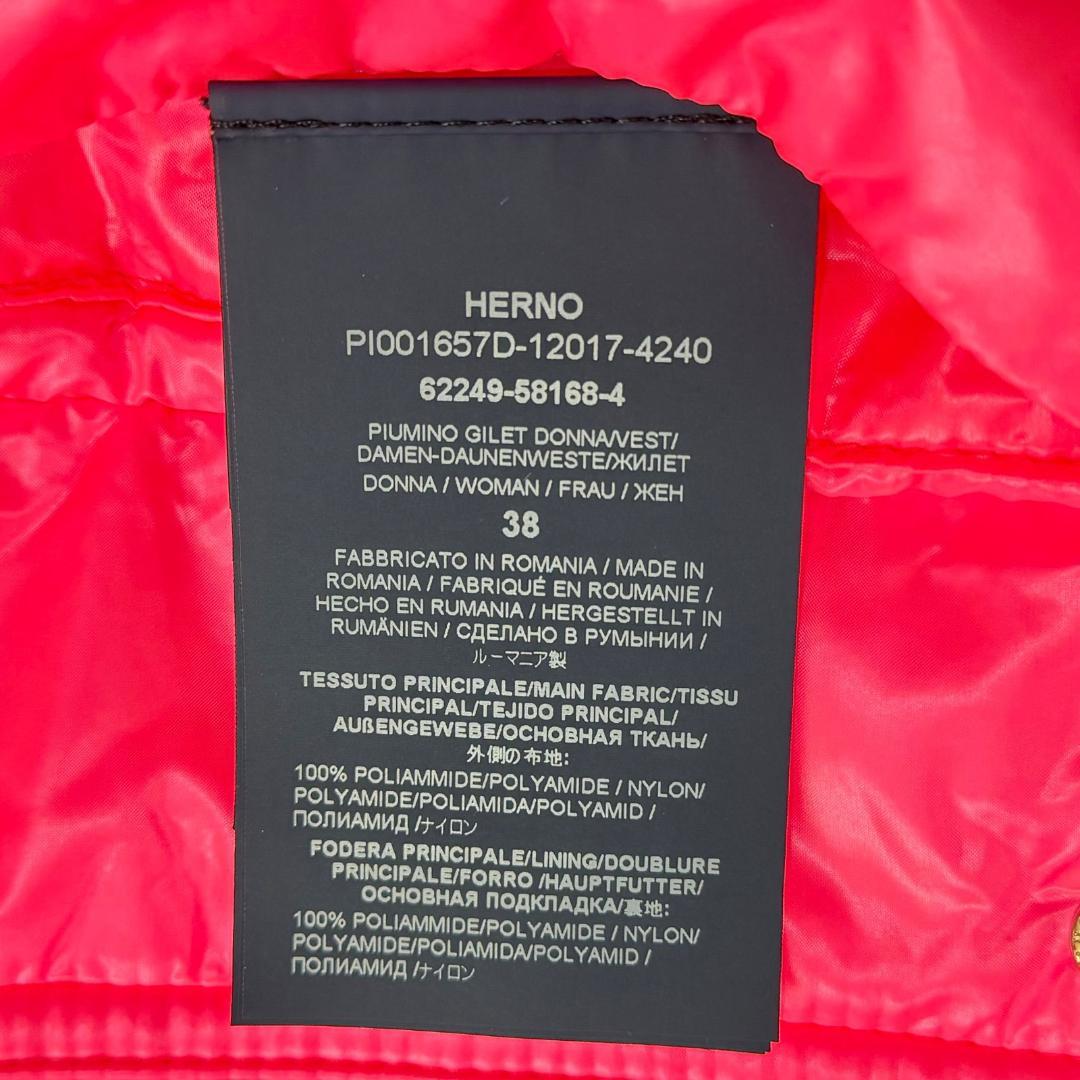 HERNO
PI001657D-12017-4240
62249-58168-4
PIUMINO GILET DONNA/VEST/
DAMEN-DAUNENWESTE/ЖИЛЕТ
DONNA / WOMAN / FRAU / ЖЕН
38
FABBRICATO IN ROMANIA / MADE IN
ROMANIA / FABRIQUÉ EN ROUMANIE /
HECHO EN RUMANIA / HERGESTELLT IN
RUMÄNIEN / СДЕЛАНО В РУМЫНИИ /
ルーマニア製
TESSUTO PRINCIPALE/MAIN FABRIC/TISSU
PRINCIPAL/TEJIDO PRINCIPAL/
AUßENGEWEBE/ОСНОВНАЯ ТКАНЬ/
外側の布地:
100% POLIAMMIDE/POLYAMIDE / NYLON/
POLYAMIDE/POLIAMIDA/POLYAMID /
ПОЛИАМИД /ナイロン
FODERA PRINCIPALE/LINING/DOUBLURE
PRINCIPALE/FORRO /HAUPTFUTTER/
ОСНОВНАЯ ПОДКЛАДКА/裏地:
100% POLIAMMIDE/POLYAMIDE / NYLON/
POLYAMIDE/POLIAMIDA/POLYAMID /
ПОЛИАМИД /ナイロン